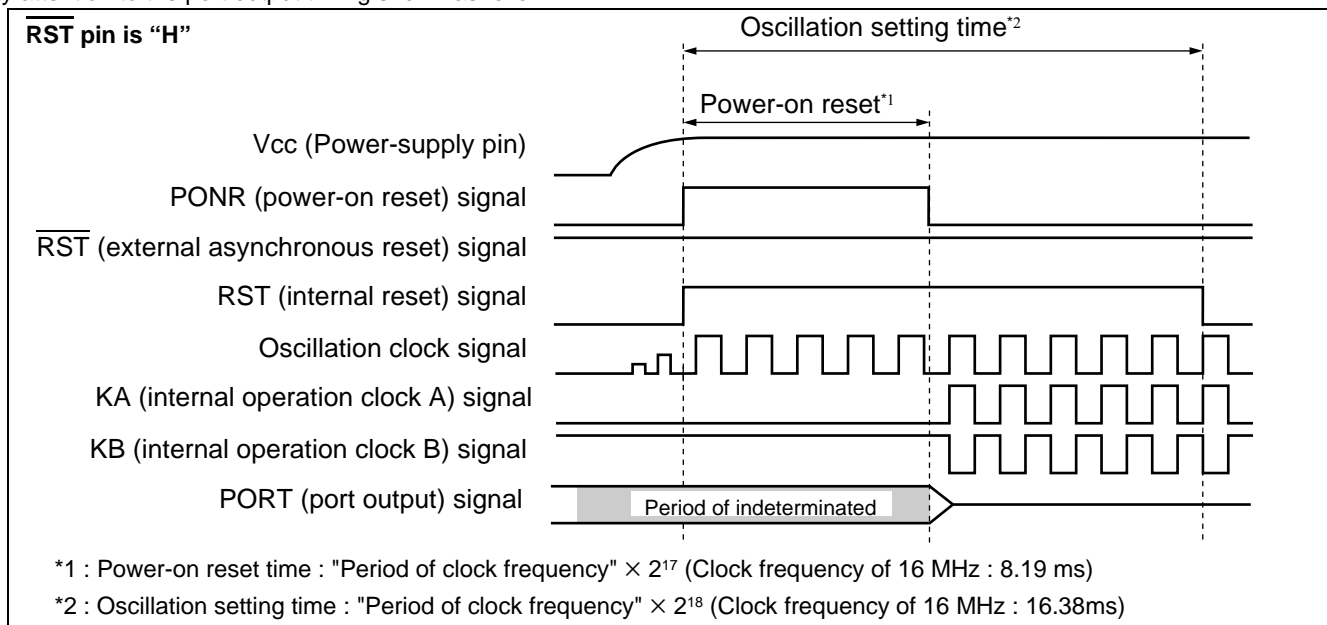 RST pin is “H”
Oscillation setting time*2
Power-on reset*1
Vcc (Power-supply pin)
PONR (power-on reset) signal
RST (external asynchronous reset) signal
RST (internal reset) signal
Oscillation clock signal
KA (internal operation clock A) signal
KB (internal operation clock B) signal
PORT (port output) signal
Period of indeterminated
*1 : Power-on reset time : "Period of clock frequency" × 2¹⁷ (Clock frequency of 16 MHz : 8.19 ms)
*2 : Oscillation setting time : "Period of clock frequency" × 2¹⁸ (Clock frequency of 16 MHz : 16.38ms)